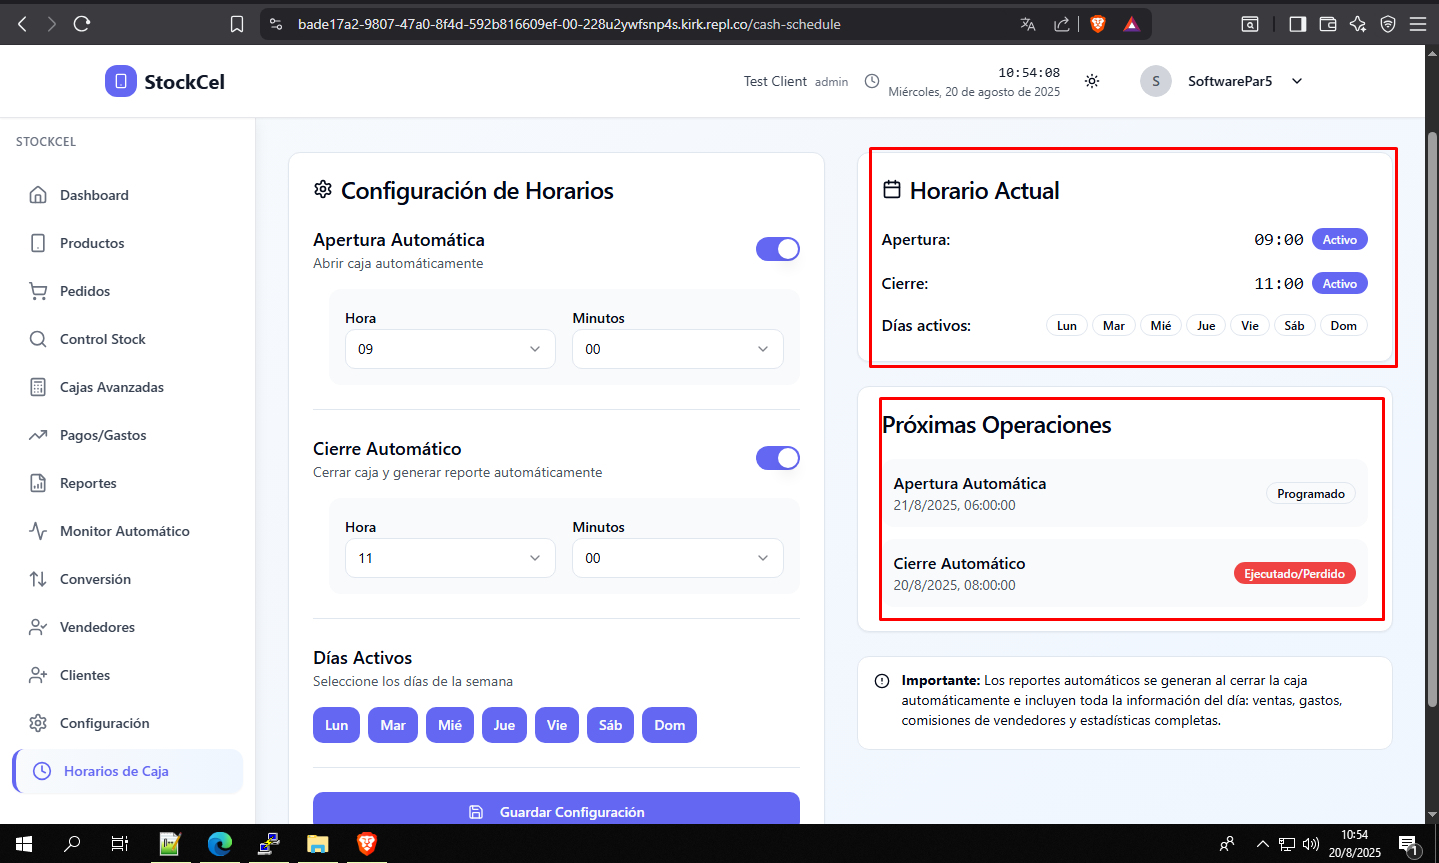 bade17a2-9807-47a0-8f4d-592b816609ef-00-228u2ywfsnp4s.kirk.repl.co/cash-schedule
StockCel
Test Client admin
10:54:08
Miércoles, 20 de agosto de 2025
S
SoftwarePar5
STOCKCEL
Dashboard
Productos
Pedidos
Control Stock
Cajas Avanzadas
Pagos/Gastos
Reportes
Monitor Automático
Conversión
Vendedores
Clientes
Configuración
Horarios de Caja
Configuración de Horarios
Apertura Automática
Abrir caja automáticamente
Hora Minutos
09 00
Cierre Automático
Cerrar caja y generar reporte automáticamente
Hora Minutos
11 00
Días Activos
Seleccione los días de la semana
Lun Mar Mié Jue Vie Sáb Dom
Guardar Configuración
Horario Actual
Apertura: 09:00 Activo
Cierre: 11:00 Activo
Días activos: Lun Mar Mié Jue Vie Sáb Dom
Próximas Operaciones
Apertura Automática
21/8/2025, 06:00:00
Programado
Cierre Automático
20/8/2025, 08:00:00
Ejecutado/Perdido
Importante: Los reportes automáticos se generan al cerrar la caja
automáticamente e incluyen toda la información del día: ventas, gastos,
comisiones de vendedores y estadísticas completas.
10:54
20/8/2025
1